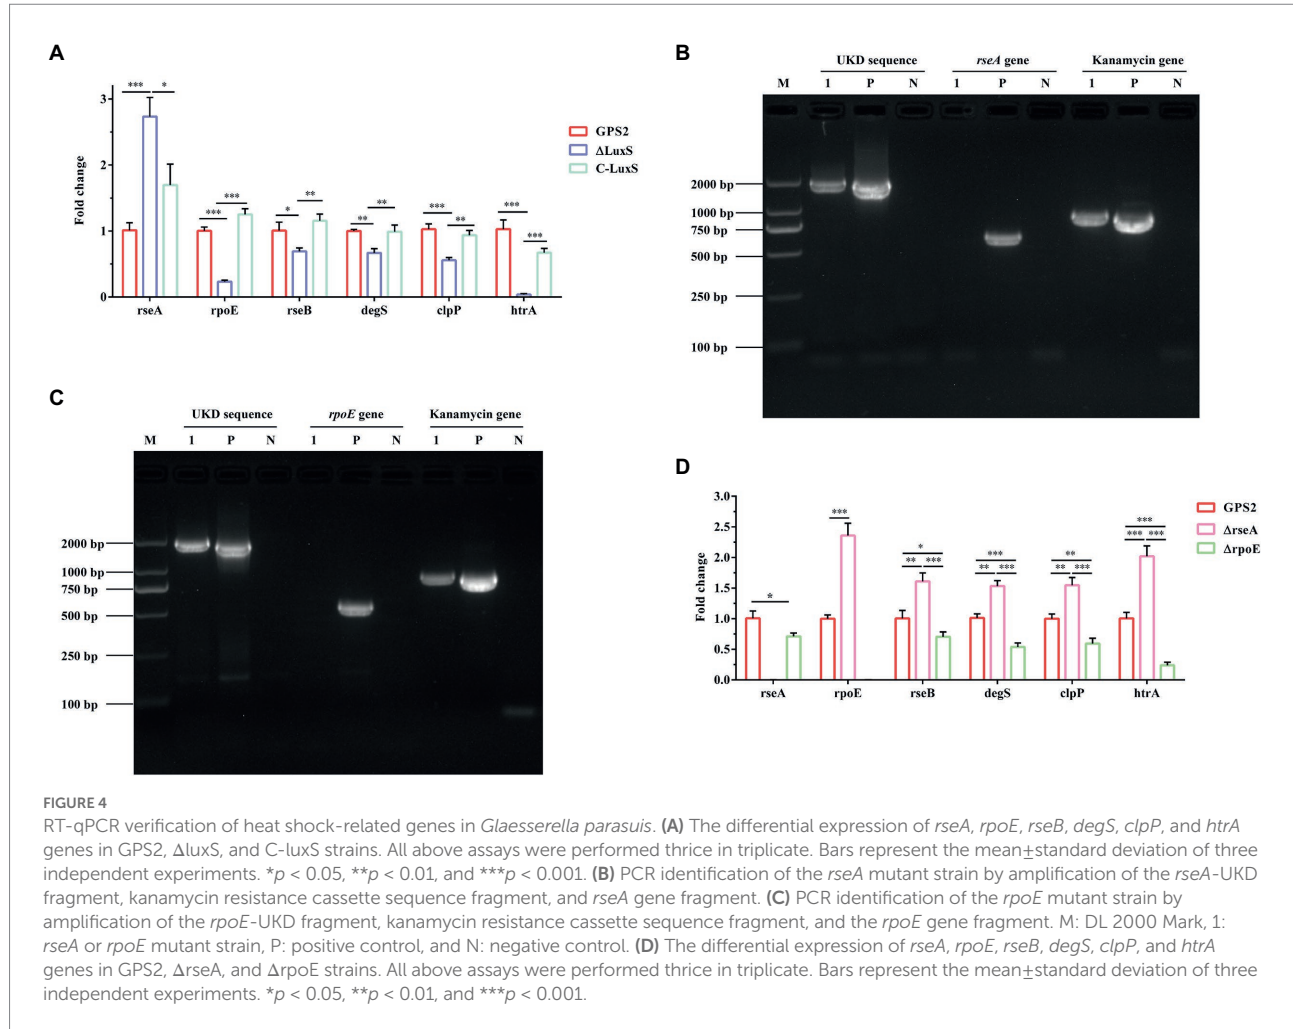 A
***
*
3
2
1
0
Fold change
GPS2
ΔLuxS
C-LuxS
***
***
*
**
**
**
***
**
***
***
rseA rpoE rseB degS clpP htrA
B
UKD sequence rseA gene Kanamycin gene
M 1 P N 1 P N 1 P N
2000 bp
1000 bp
750 bp
500 bp
250 bp
100 bp
C
UKD sequence rpoE gene Kanamycin gene
M 1 P N 1 P N 1 P N
2000 bp
1000 bp
750 bp
500 bp
250 bp
100 bp
D
3.0
2.5
2.0
1.5
1.0
0.5
0.0
Fold change
GPS2
ΔrseA
ΔrpoE
*
***
*
** ***
***
** ***
**
** ***
***
*** ***
rseA rpoE rseB degS clpP htrA
FIGURE 4
RT-qPCR verification of heat shock-related genes in Glaesserella parasuis. (A) The differential expression of rseA, rpoE, rseB, degS, clpP, and htrA
genes in GPS2, ΔluxS, and C-luxS strains. All above assays were performed thrice in triplicate. Bars represent the mean±standard deviation of three
independent experiments. *p < 0.05, **p < 0.01, and ***p < 0.001. (B) PCR identification of the rseA mutant strain by amplification of the rseA-UKD
fragment, kanamycin resistance cassette sequence fragment, and rseA gene fragment. (C) PCR identification of the rpoE mutant strain by
amplification of the rpoE-UKD fragment, kanamycin resistance cassette sequence fragment, and the rpoE gene fragment. M: DL 2000 Mark, 1:
rseA or rpoE mutant strain, P: positive control, and N: negative control. (D) The differential expression of rseA, rpoE, rseB, degS, clpP, and htrA
genes in GPS2, ΔrseA, and ΔrpoE strains. All above assays were performed thrice in triplicate. Bars represent the mean±standard deviation of three
independent experiments. *p < 0.05, **p < 0.01, and ***p < 0.001.